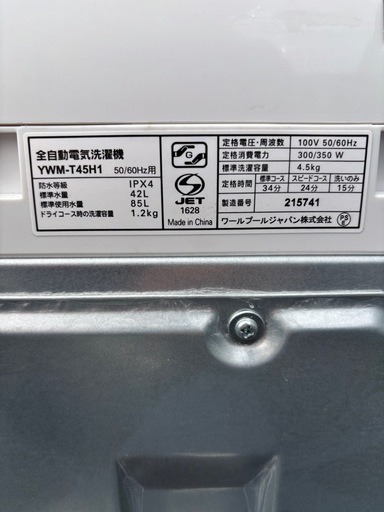 全自動電気洗濯機
YWM-T45H1 50/60Hz用
防水等級 IPX4
標準水量 42L
標準使用水量 85L
ドライコース時の洗濯容量 1.2kg
G
JET
1628
Made in China
定格電圧・周波数 100V 50/60Hz
定格消費電力 300/350 W
標準洗濯容量 4.5kg
定格時間 標準コース スピードコース 洗いのみ
34分 24分 15分
製造番号 215741
ワールプールジャパン株式会社 PSE